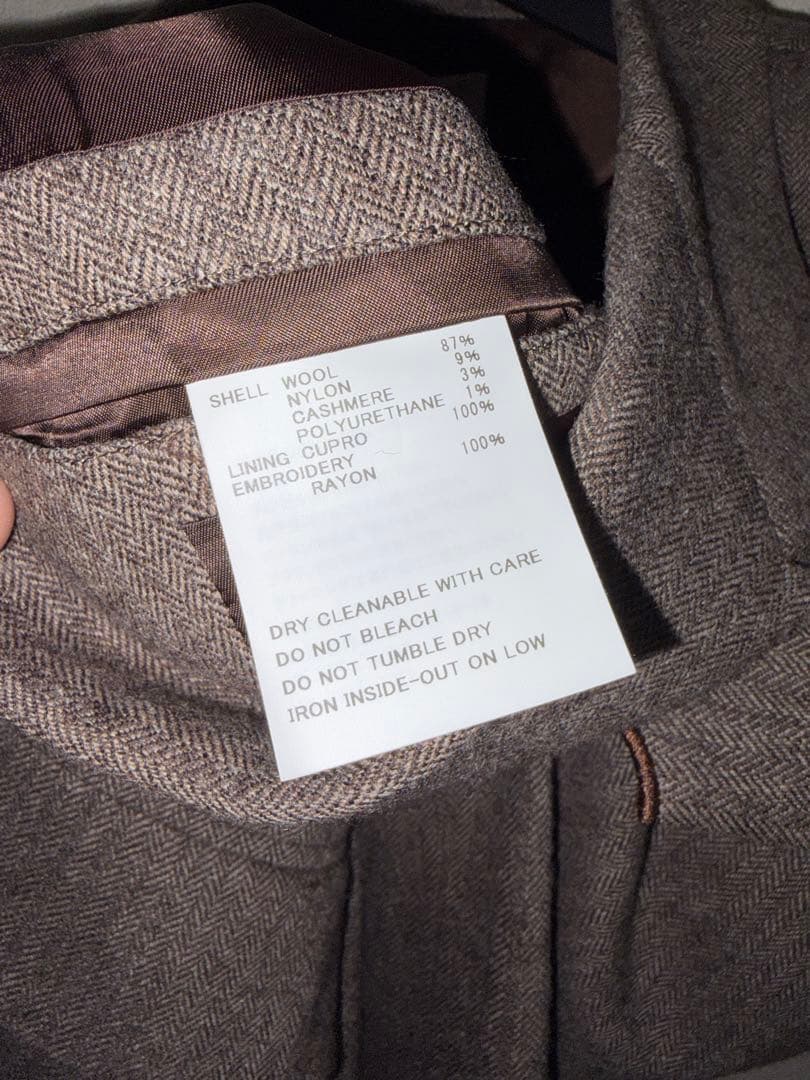 SHELL WOOL 87%
NYLON 9%
CASHMERE 3%
POLYURETHANE 1%
LINING CUPRO 100%
EMBROIDERY
RAYON 100%
DRY CLEANABLE WITH CARE
DO NOT BLEACH
DO NOT TUMBLE DRY
IRON INSIDE-OUT ON LOW